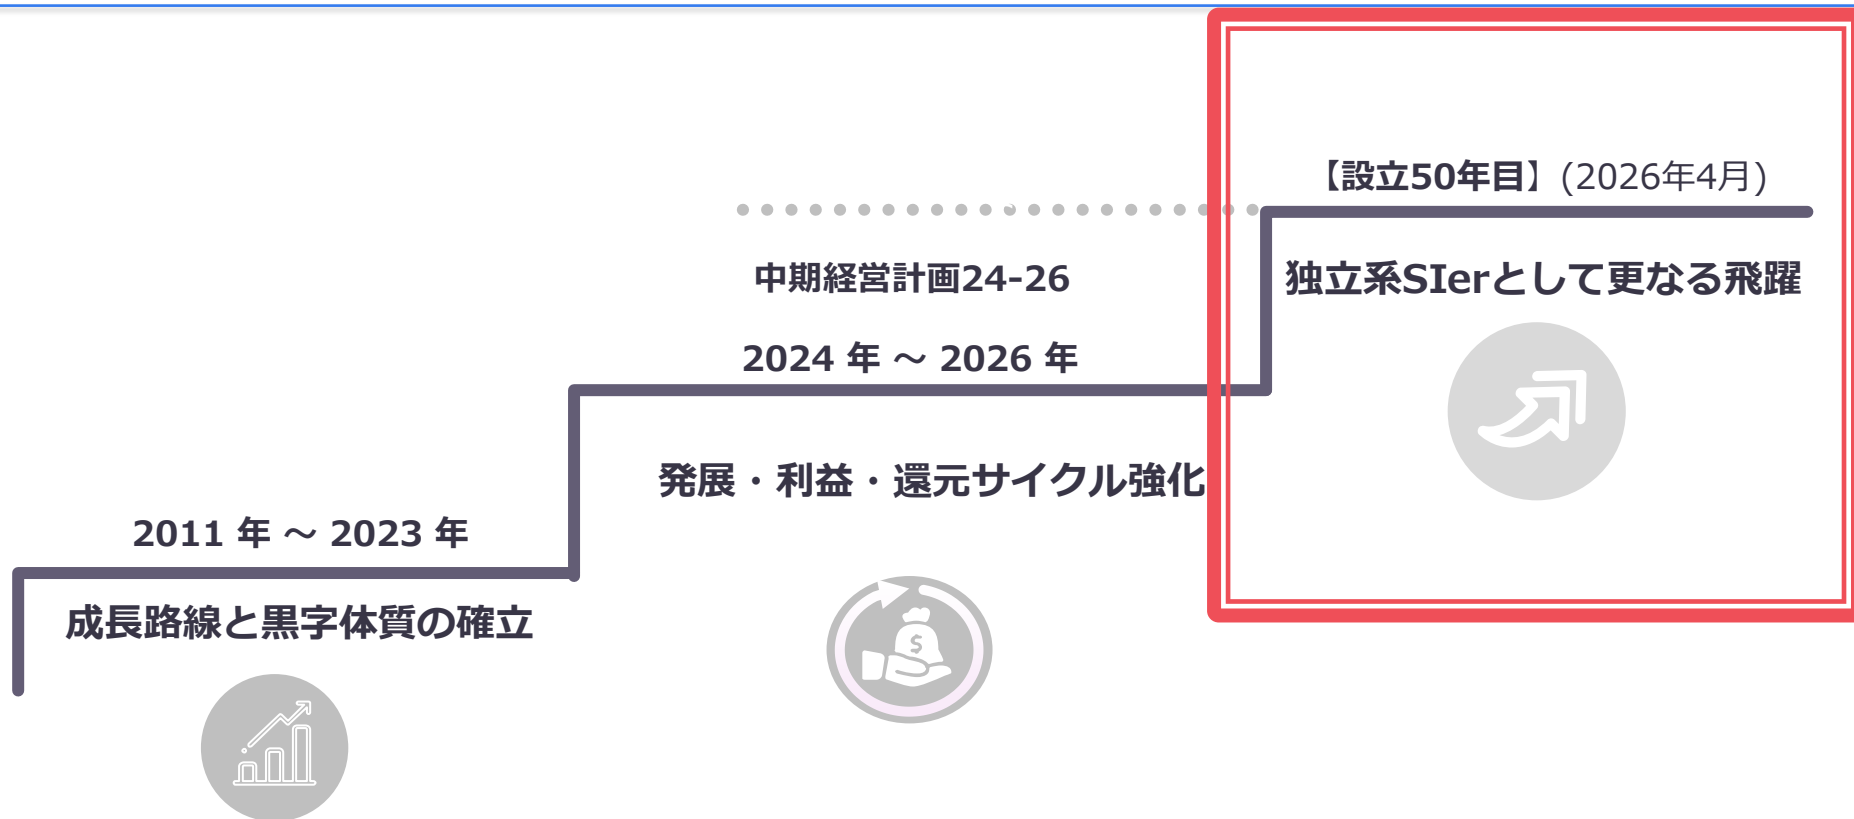 【設立50年目】(2026年4月)
独立系SIerとして更なる飛躍
中期経営計画24-26
2024 年 ～ 2026 年
発展・利益・還元サイクル強化
2011 年 ～ 2023 年
成長路線と黒字体質の確立
$